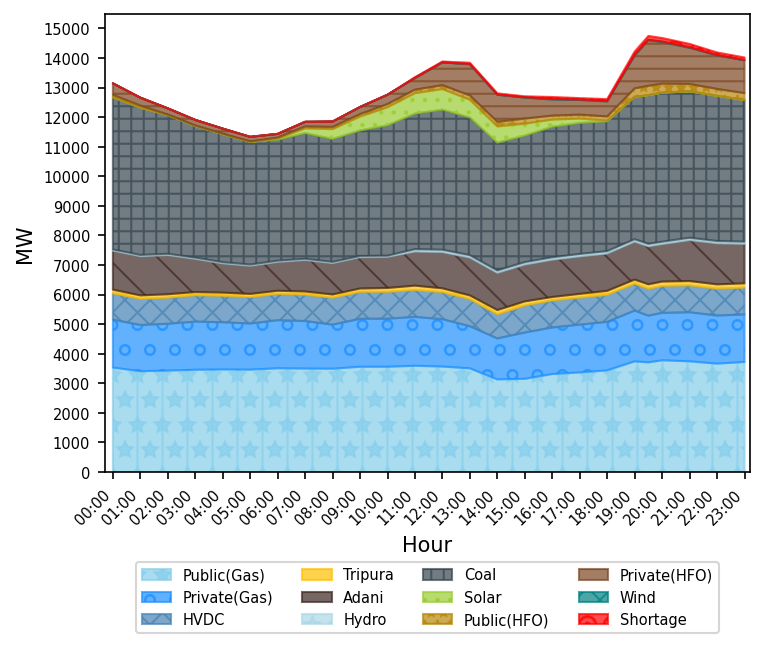 15000
14000
13000
12000
11000
10000
9000
8000
7000
6000
5000
4000
3000
2000
1000
0
MW
00:00 01:00 02:00 03:00 04:00 05:00 06:00 07:00 08:00 09:00 10:00 11:00 12:00 13:00 14:00 15:00 16:00 17:00 18:00 19:00 20:00 21:00 22:00 23:00
Hour
Public(Gas) Tripura Coal Private(HFO)
Private(Gas) Adani Solar Wind
HVDC Hydro Public(HFO) Shortage